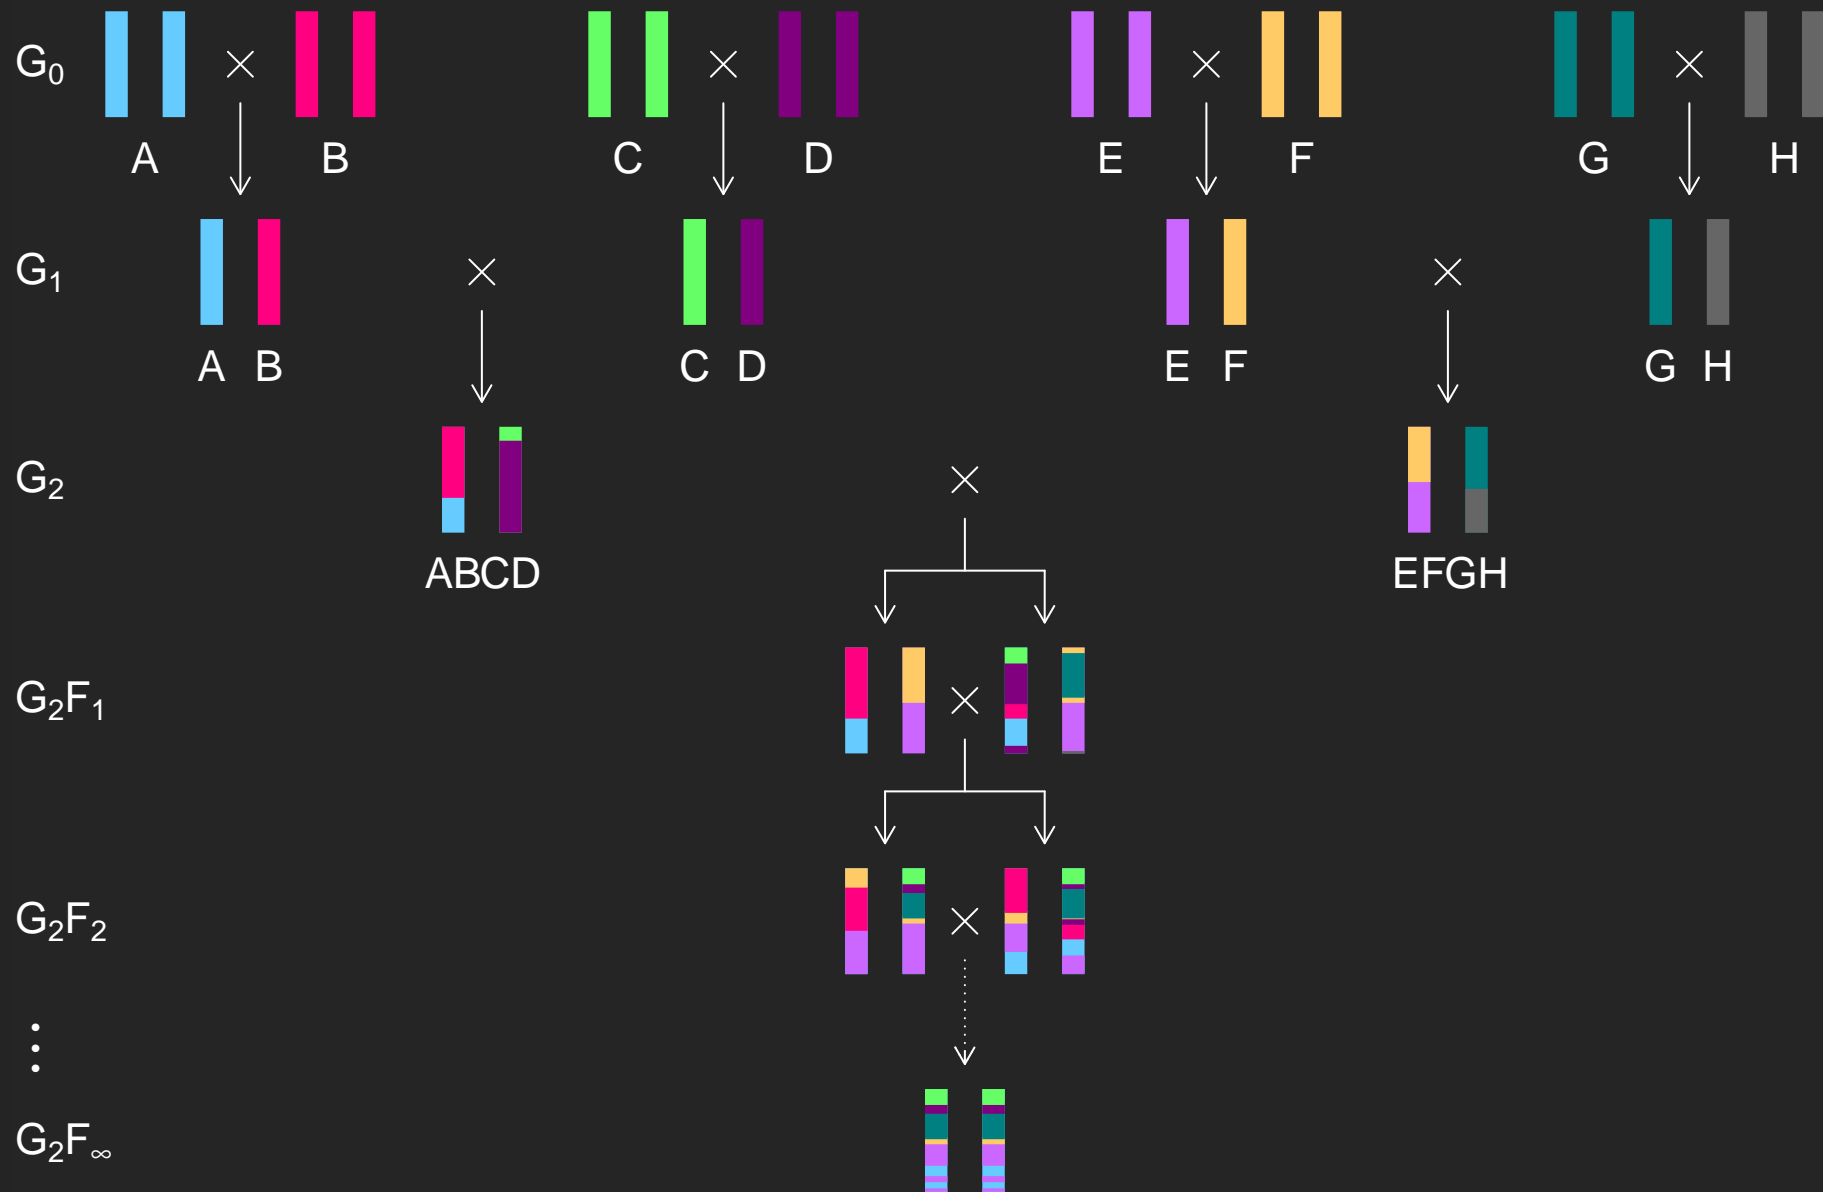 G₀
A B C D E F G H
G₁
A B C D E F G H
G₂
ABCD EFGH
G₂F₁
G₂F₂
⋮
G₂F∞